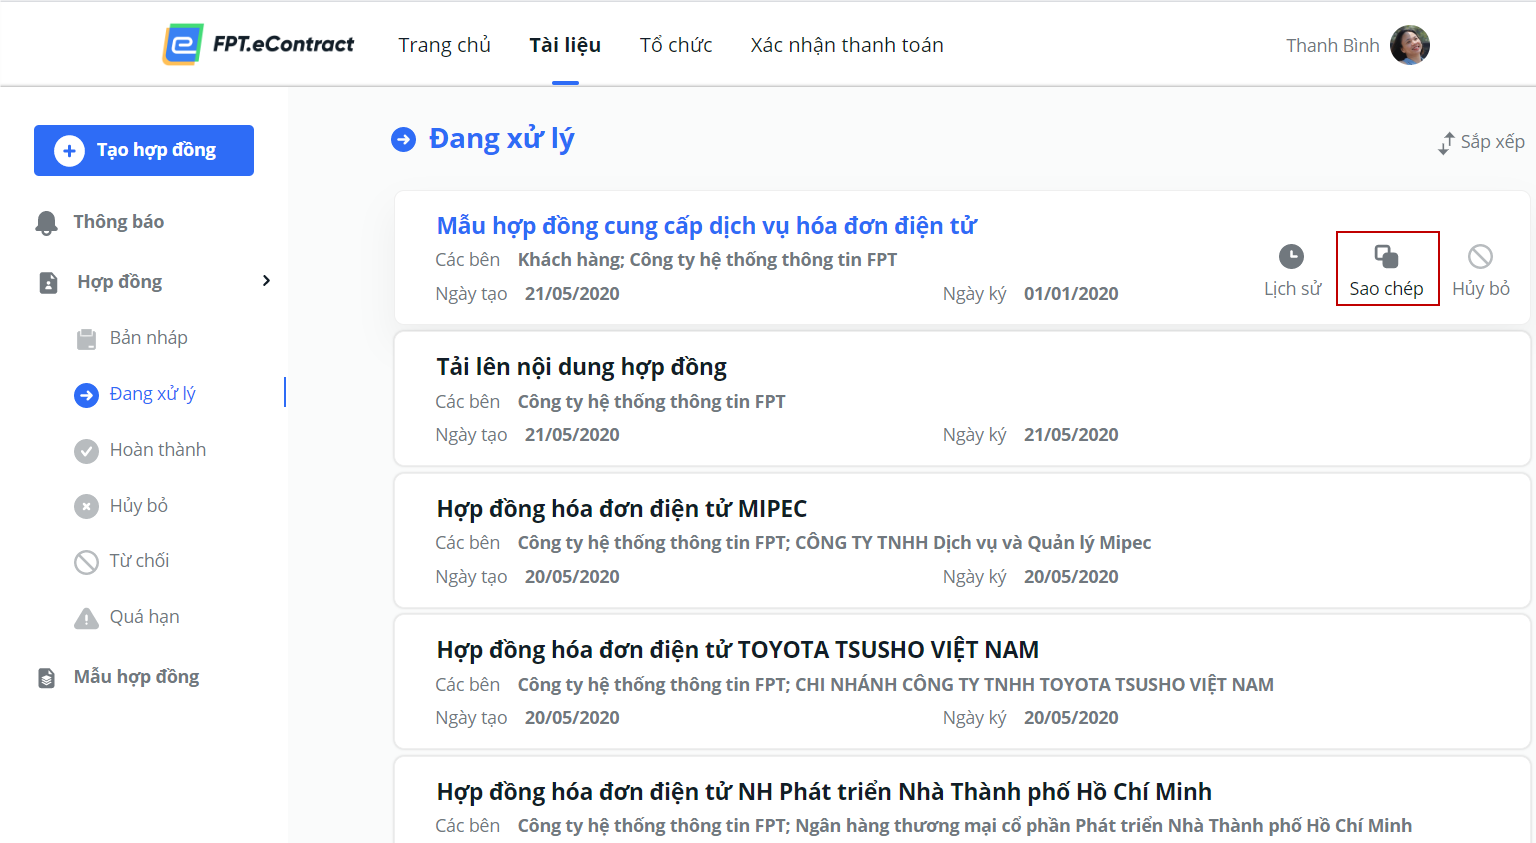 FPT.eContract Trang chủ Tài liệu Tổ chức Xác nhận thanh toán Thanh Bình
Tạo hợp đồng
Thông báo
Hợp đồng
Bản nháp
Đang xử lý
Hoàn thành
Hủy bỏ
Từ chối
Quá hạn
Mẫu hợp đồng
Đang xử lý
Sắp xếp
Mẫu hợp đồng cung cấp dịch vụ hóa đơn điện tử
Các bên Khách hàng; Công ty hệ thống thông tin FPT
Ngày tạo 21/05/2020 Ngày ký 01/01/2020
Lịch sử Sao chép Hủy bỏ
Tải lên nội dung hợp đồng
Các bên Công ty hệ thống thông tin FPT
Ngày tạo 21/05/2020 Ngày ký 21/05/2020
Hợp đồng hóa đơn điện tử MIPEC
Các bên Công ty hệ thống thông tin FPT; CÔNG TY TNHH Dịch vụ và Quản lý Mipec
Ngày tạo 20/05/2020 Ngày ký 20/05/2020
Hợp đồng hóa đơn điện tử TOYOTA TSUSHO VIỆT NAM
Các bên Công ty hệ thống thông tin FPT; CHI NHÁNH CÔNG TY TNHH TOYOTA TSUSHO VIỆT NAM
Ngày tạo 20/05/2020 Ngày ký 20/05/2020
Hợp đồng hóa đơn điện tử NH Phát triển Nhà Thành phố Hồ Chí Minh
Các bên Công ty hệ thống thông tin FPT; Ngân hàng thương mại cổ phần Phát triển Nhà Thành phố Hồ Chí Minh